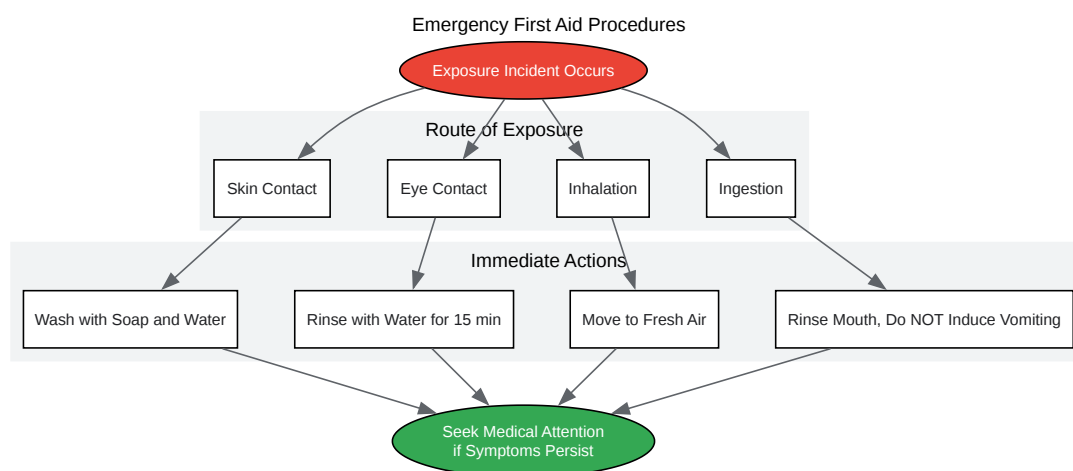 Emergency First Aid Procedures
Exposure Incident Occurs
Route of Exposure
Skin Contact
Eye Contact
Inhalation
Ingestion
Immediate Actions
Wash with Soap and Water
Rinse with Water for 15 min
Move to Fresh Air
Rinse Mouth, Do NOT Induce Vomiting
Seek Medical Attention
if Symptoms Persist